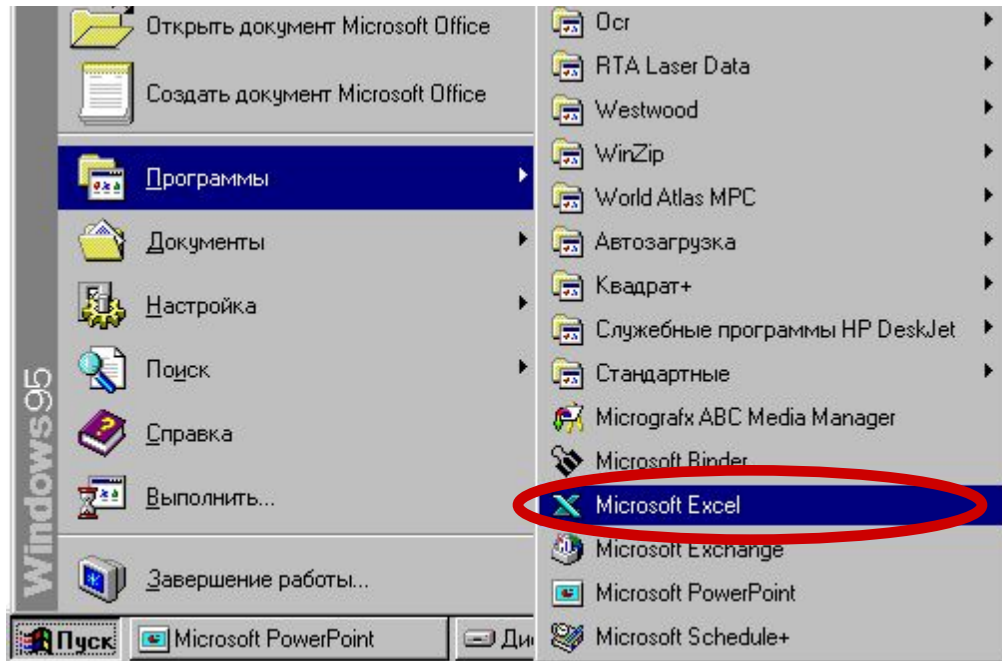 Открыть документ Microsoft Office
Создать документ Microsoft Office
Программы
Документы
Настройка
Поиск
Справка
Выполнить...
Завершение работы...
Windows95
Ocr
RTA Laser Data
Westwood
WinZip
World Atlas MPC
Автозагрузка
Квадрат+
Служебные программы HP DeskJet
Стандартные
Micrografx ABC Media Manager
Microsoft Binder
Microsoft Excel
Microsoft Exchange
Microsoft PowerPoint
Microsoft Schedule+
Пуск
Microsoft PowerPoint